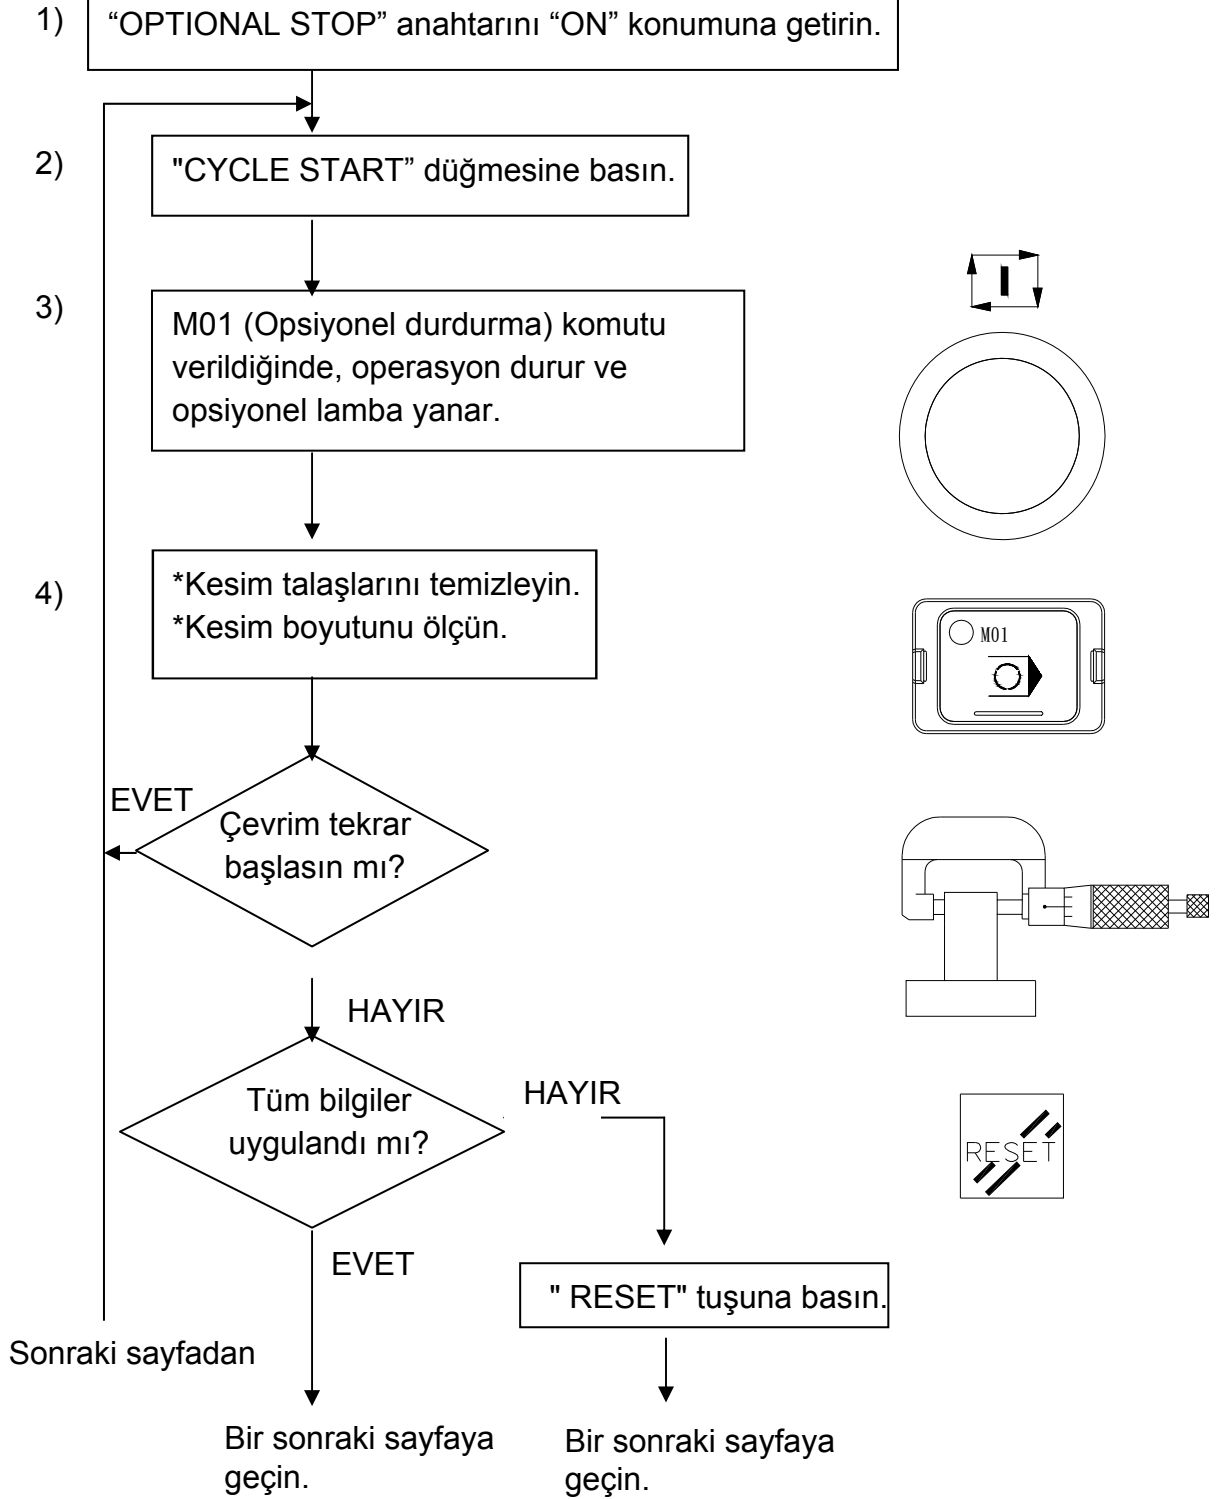 1) “OPTIONAL STOP” anahtarını “ON” konumuna getirin.
2) "CYCLE START” düğmesine basın.
3) M01 (Opsiyonel durdurma) komutu
verildiğinde, operasyon durur ve
opsiyonel lamba yanar.
4) *Kesim talaşlarını temizleyin.
*Kesim boyutunu ölçün.
M01
EVET
Çevrim tekrar
başlasın mı?
HAYIR
Tüm bilgiler
uygulandı mı?
HAYIR
RESET
EVET
" RESET" tuşuna basın.
Sonraki sayfadan
Bir sonraki sayfaya
geçin.
Bir sonraki sayfaya
geçin.